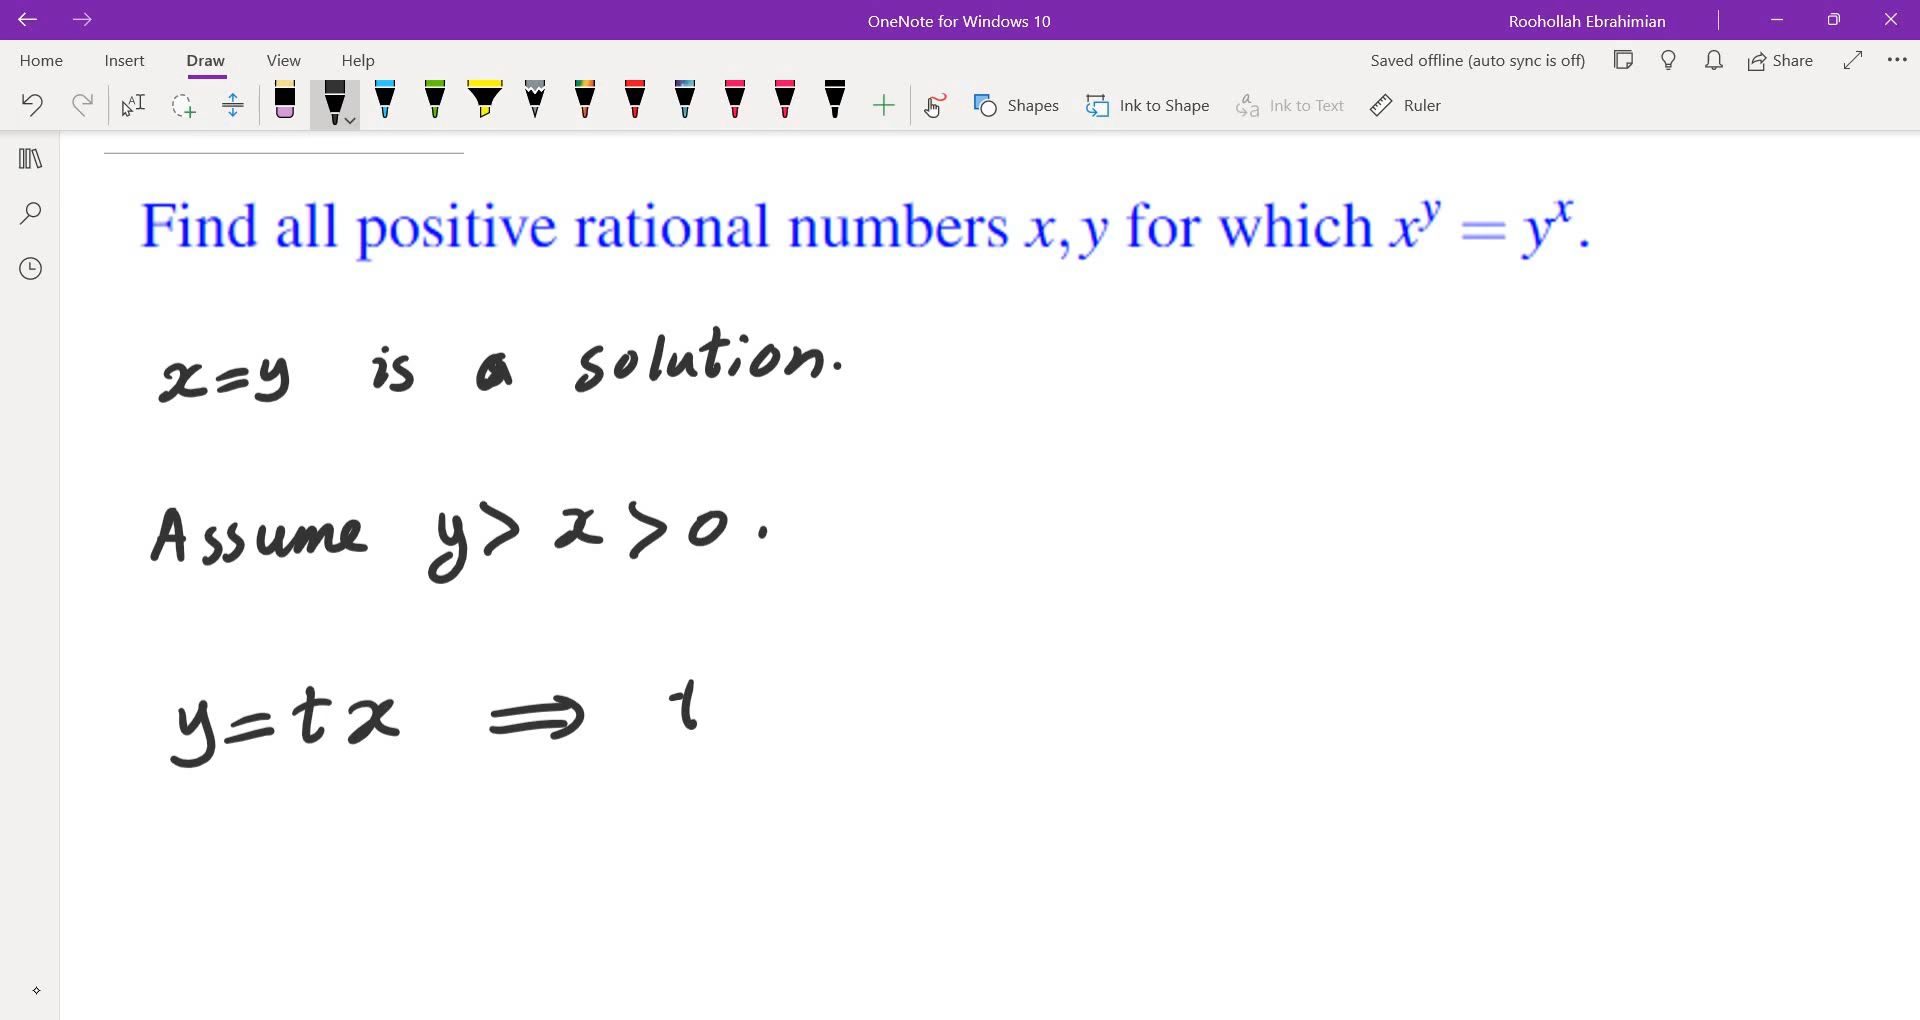 OneNote for Windows 10
Roohollah Ebrahimian
Home Insert Draw View Help
Saved offline (auto sync is off) Share
Shapes Ink to Shape Ink to Text Ruler
Find all positive rational numbers x, y for which x^y = y^x.
x=y is a solution.
Assume y > x > 0.
y = tx ⟹ t